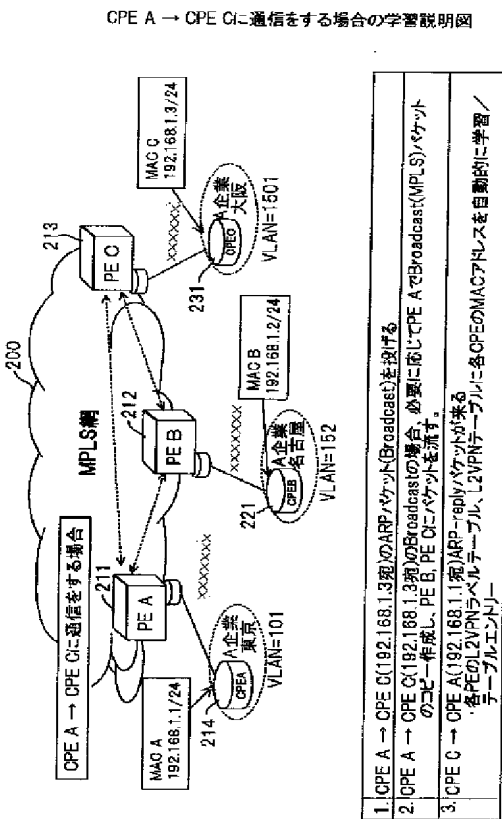 CPE A → CPE Cに通信をする場合の学習説明図
CPE A → CPE Cに通信をする場合
200
MPLS網
211
PE A
212
PE B
213
PE C
MAC A
192.168.1.1/24
MAC B
192.168.1.2/24
MAC C
192.168.1.3/24
XXXXXXX
XXXXXXX
XXXXXXX
214
CPEA
A企業
東京
VLAN=101
221
CPEB
A企業
名古屋
VLAN=152
231
CPEC
A企業
大阪
VLAN=1501
1. CPE A → CPE C(192.168.1.3宛)のARPパケット(Broadcast)を投げる
2. CPE A → CPE C(192.168.1.3宛)のBroadcastの場合、必要に応じてPE AでBroadcast(MPLS)パケット
のコピー作成し、PE B, PE Cにパケットを流す。
3. CPE C → CPE A(192.168.1.1宛)ARP-replyパケットが来る
・各PEのL2VPNラベルテーブル、L2VPNテーブルに各CPEのMACアドレスを自動的に学習/
テーブルエントリー